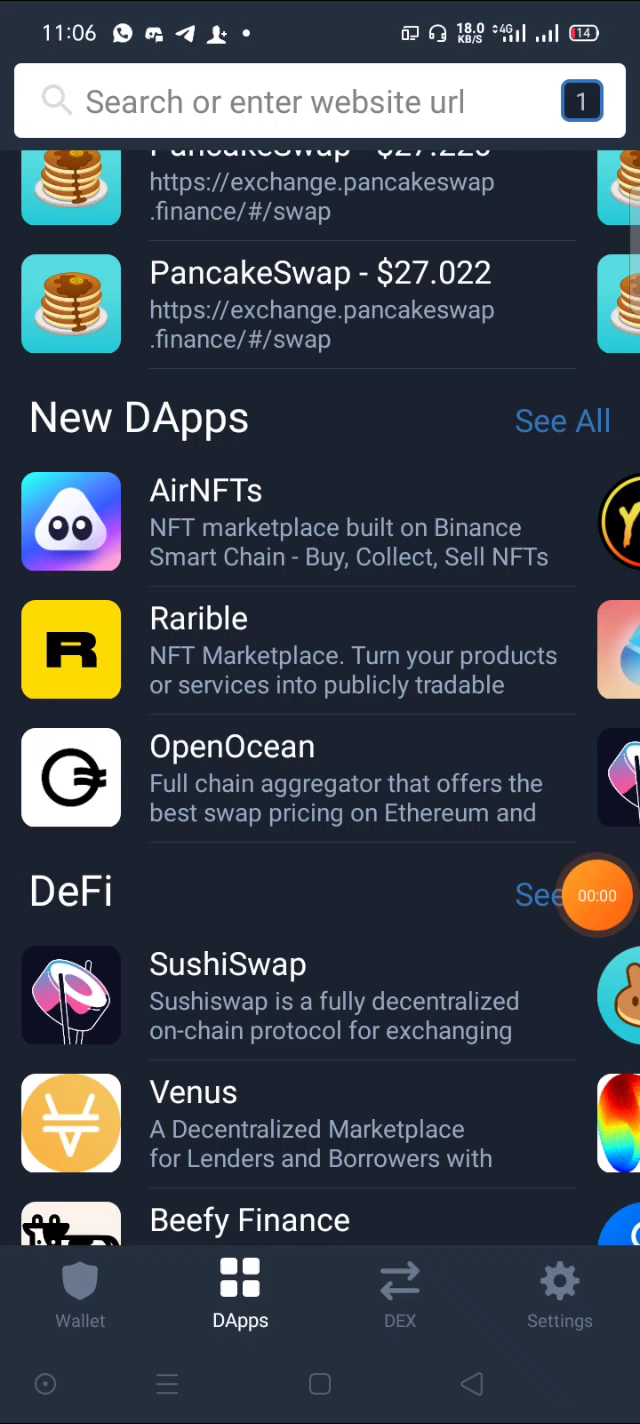 11:06
18.0
KB/S
4G
14
Search or enter website url
1
https://exchange.pancakeswap
.finance/#/swap
PancakeSwap - $27.022
https://exchange.pancakeswap
.finance/#/swap
New DApps
See All
AirNFTs
NFT marketplace built on Binance
Smart Chain - Buy, Collect, Sell NFTs
Rarible
NFT Marketplace. Turn your products
or services into publicly tradable
OpenOcean
Full chain aggregator that offers the
best swap pricing on Ethereum and
DeFi
See
00:00
SushiSwap
Sushiswap is a fully decentralized
on-chain protocol for exchanging
Venus
A Decentralized Marketplace
for Lenders and Borrowers with
Beefy Finance
Wallet
DApps
DEX
Settings